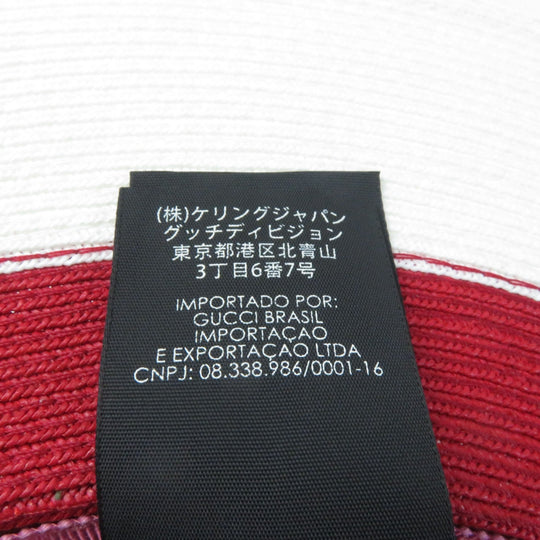 (株)ケリングジャパン
グッチディビジョン
東京都港区北青山
3丁目6番7号
IMPORTADO POR:
GUCCI BRASIL
IMPORTAÇAO
E EXPORTAÇAO LTDA
CNPJ: 08.338.986/0001-16